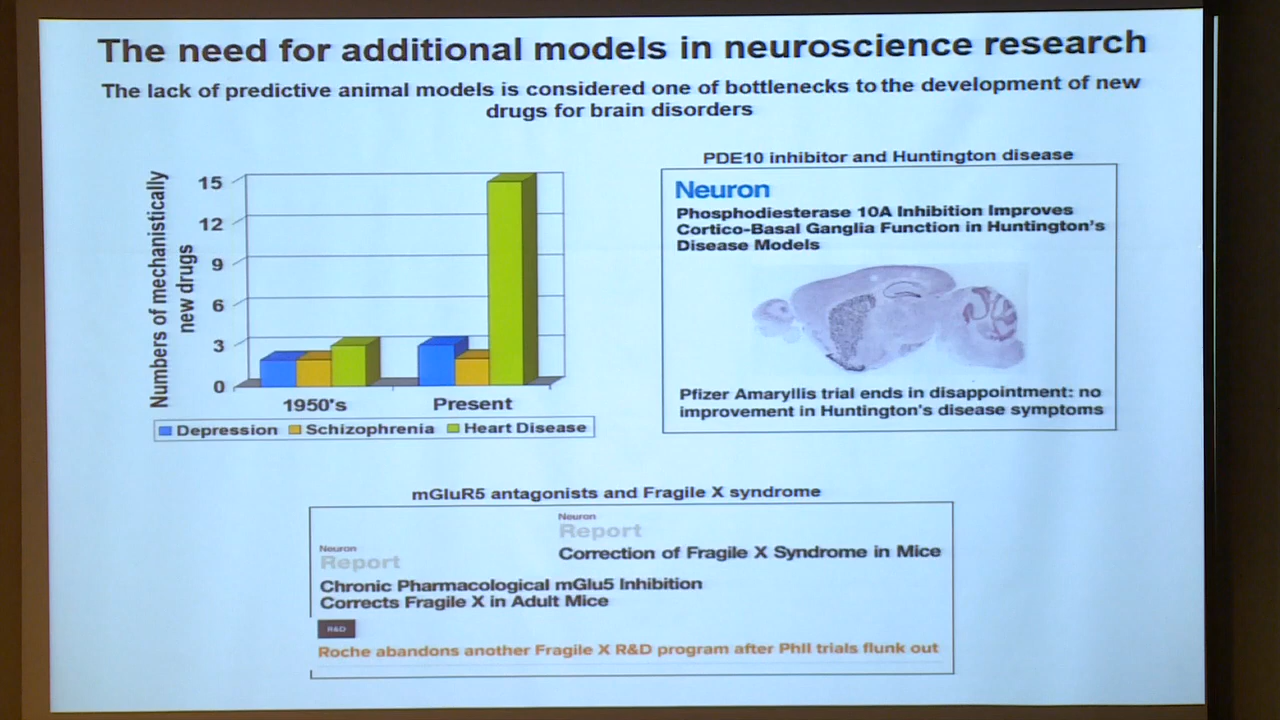 The need for additional models in neuroscience research
The lack of predictive animal models is considered one of bottlenecks to the development of new
drugs for brain disorders
Numbers of mechanistically
new drugs
15
12
9
6
3
0
1950's Present
Depression Schizophrenia Heart Disease
PDE10 inhibitor and Huntington disease
Neuron
Phosphodiesterase 10A Inhibition Improves
Cortico-Basal Ganglia Function in Huntington's
Disease Models
Pfizer Amaryllis trial ends in disappointment: no
improvement in Huntington's disease symptoms
mGluR5 antagonists and Fragile X syndrome
Neuron
Report
Correction of Fragile X Syndrome in Mice
Neuron
Report
Chronic Pharmacological mGlu5 Inhibition
Corrects Fragile X in Adult Mice
R&D
Roche abandons another Fragile X R&D program after PhII trials flunk out